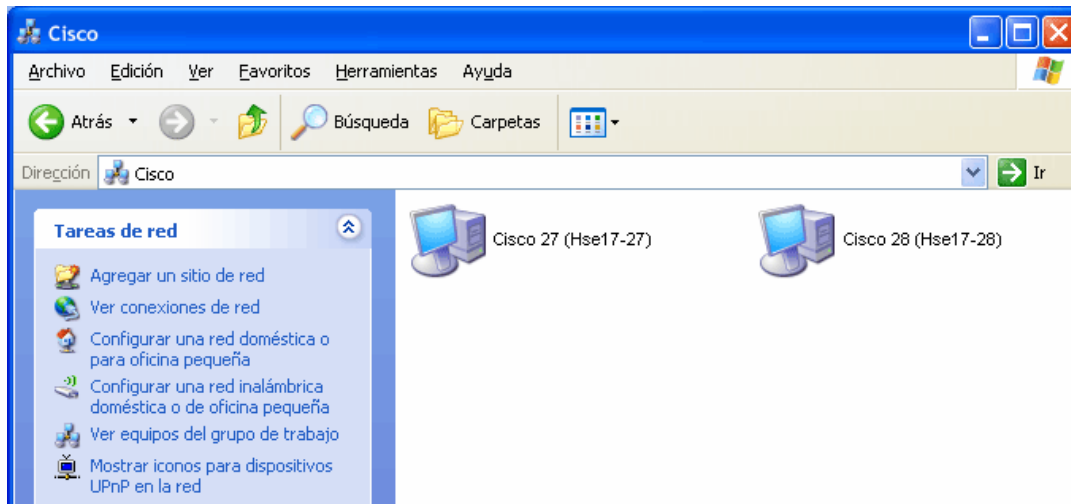 Cisco
Archivo Edición Ver Favoritos Herramientas Ayuda
Atrás Búsqueda Carpetas
Dirección Cisco Ir
Tareas de red
Agregar un sitio de red
Ver conexiones de red
Configurar una red doméstica o
para oficina pequeña
Configurar una red inalámbrica
doméstica o de oficina pequeña
Ver equipos del grupo de trabajo
Mostrar iconos para dispositivos
UPnP en la red
Cisco 27 (Hse17-27)
Cisco 28 (Hse17-28)